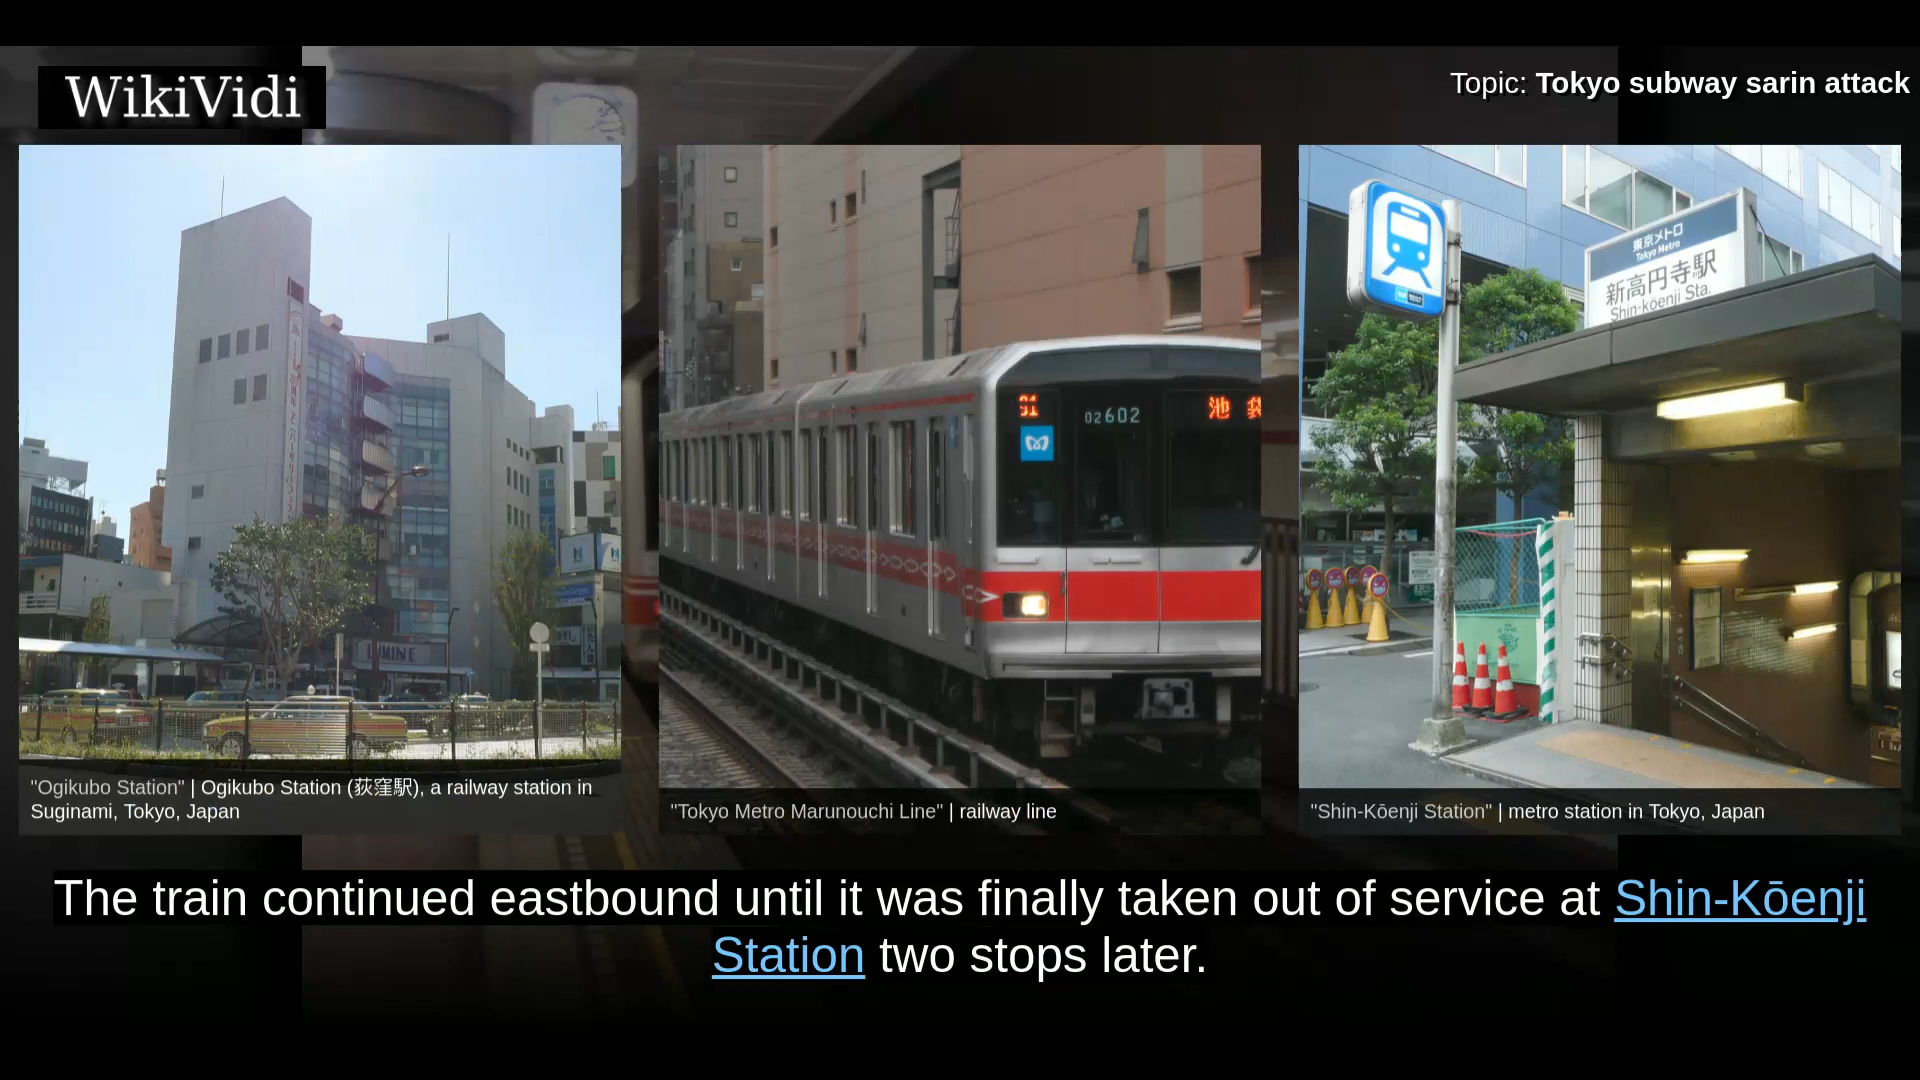 WikiVidi
Topic: Tokyo subway sarin attack
LUMINE
"Ogikubo Station" | Ogikubo Station (荻窪駅), a railway station in
Suginami, Tokyo, Japan
91
02602
池袋
"Tokyo Metro Marunouchi Line" | railway line
東京メトロ
Tokyo Metro
新高円寺駅
Shin-kōenji Sta.
"Shin-Kōenji Station" | metro station in Tokyo, Japan
The train continued eastbound until it was finally taken out of service at Shin-Kōenji
Station two stops later.